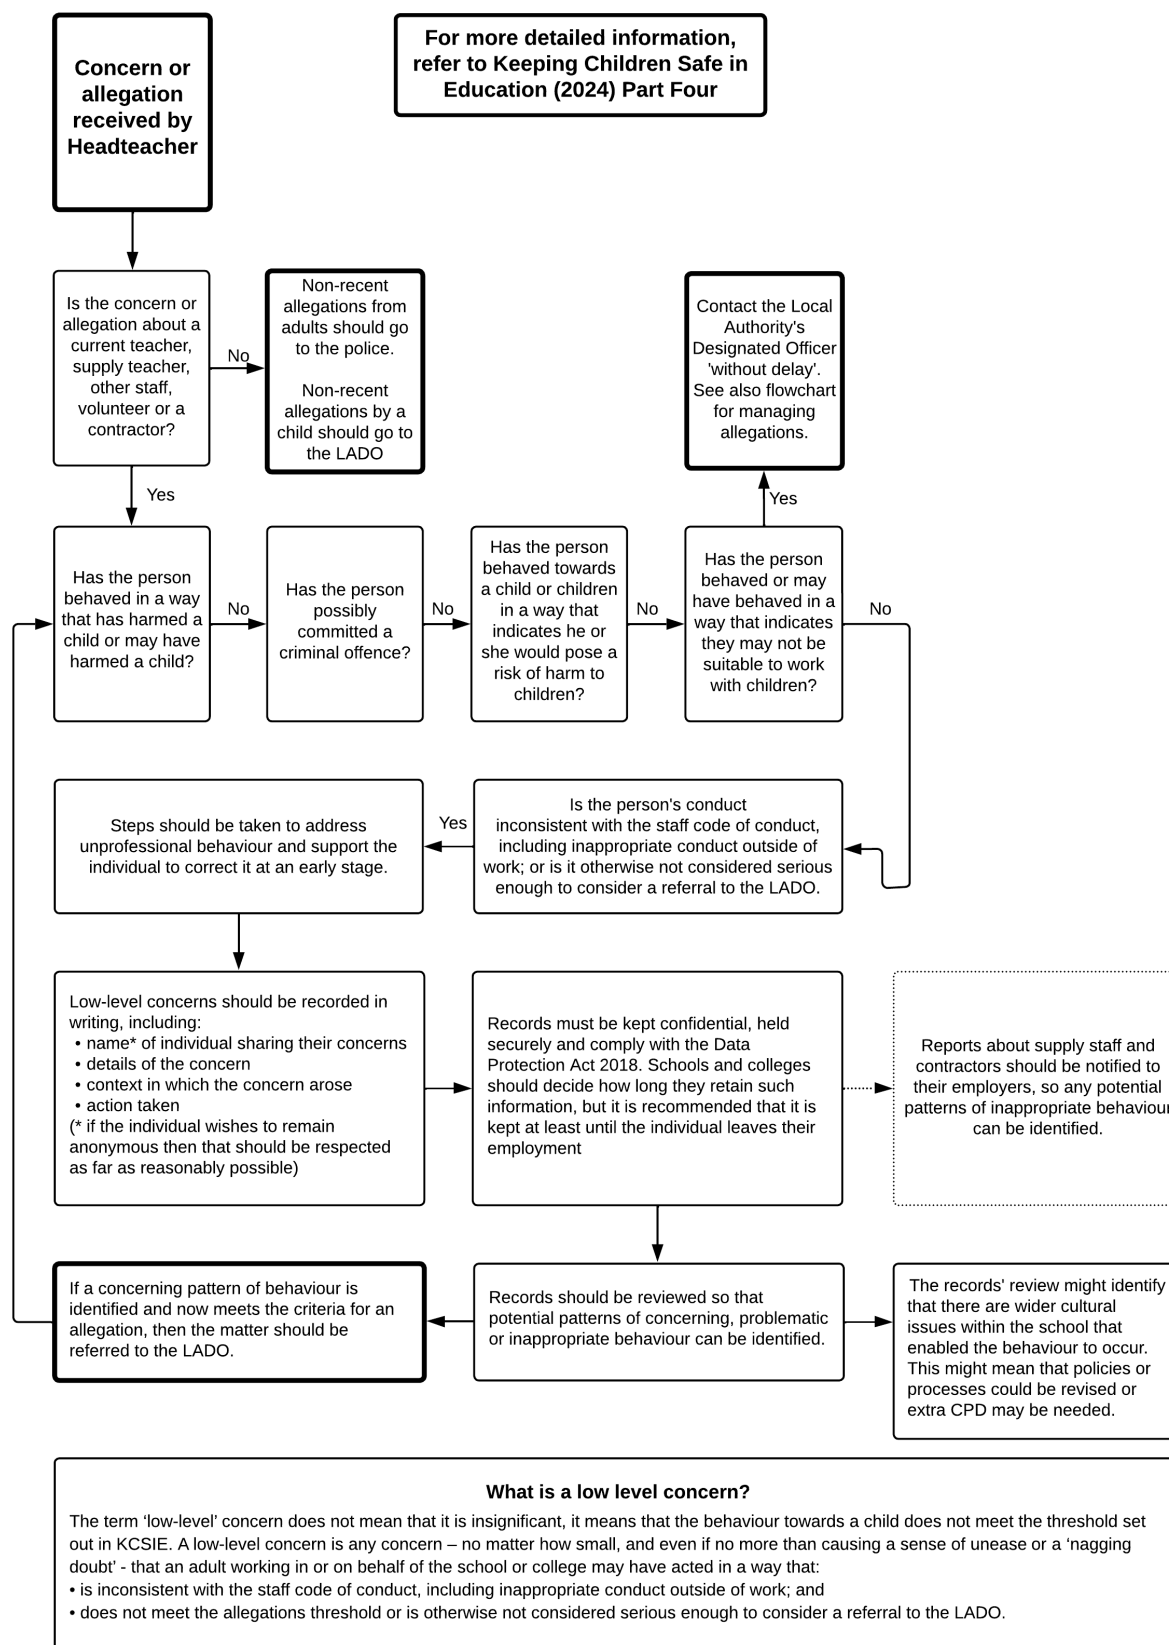 Concern or
allegation
received by
Headteacher
For more detailed information,
refer to Keeping Children Safe in
Education (2024) Part Four
Is the concern or
allegation about a
current teacher,
supply teacher,
other staff,
volunteer or a
contractor?
No
Non-recent
allegations from
adults should go
to the police.
Non-recent
allegations by a
child should go to
the LADO
Contact the Local
Authority's
Designated Officer
'without delay'.
See also flowchart
for managing
allegations.
Yes
Yes
Has the person
behaved in a way
that has harmed a
child or may have
harmed a child?
No
Has the person
possibly
committed a
criminal offence?
No
Has the person
behaved towards
a child or children
in a way that
indicates he or
she would pose a
risk of harm to
children?
No
Has the person
behaved or may
have behaved in a
way that indicates
they may not be
suitable to work
with children?
No
Steps should be taken to address
unprofessional behaviour and support the
individual to correct it at an early stage.
Yes
Is the person's conduct
inconsistent with the staff code of conduct,
including inappropriate conduct outside of
work; or is it otherwise not considered serious
enough to consider a referral to the LADO.
Low-level concerns should be recorded in
writing, including:
• name* of individual sharing their concerns
• details of the concern
• context in which the concern arose
• action taken
(* if the individual wishes to remain
anonymous then that should be respected
as far as reasonably possible)
Records must be kept confidential, held
securely and comply with the Data
Protection Act 2018. Schools and colleges
should decide how long they retain such
information, but it is recommended that it is
kept at least until the individual leaves their
employment
Reports about supply staff and
contractors should be notified to
their employers, so any potential
patterns of inappropriate behaviour
can be identified.
If a concerning pattern of behaviour is
identified and now meets the criteria for an
allegation, then the matter should be
referred to the LADO.
Records should be reviewed so that
potential patterns of concerning, problematic
or inappropriate behaviour can be identified.
The records' review might identify
that there are wider cultural
issues within the school that
enabled the behaviour to occur.
This might mean that policies or
processes could be revised or
extra CPD may be needed.
What is a low level concern?
The term ‘low-level’ concern does not mean that it is insignificant, it means that the behaviour towards a child does not meet the threshold set
out in KCSIE. A low-level concern is any concern – no matter how small, and even if no more than causing a sense of unease or a ‘nagging
doubt’ - that an adult working in or on behalf of the school or college may have acted in a way that:
• is inconsistent with the staff code of conduct, including inappropriate conduct outside of work; and
• does not meet the allegations threshold or is otherwise not considered serious enough to consider a referral to the LADO.